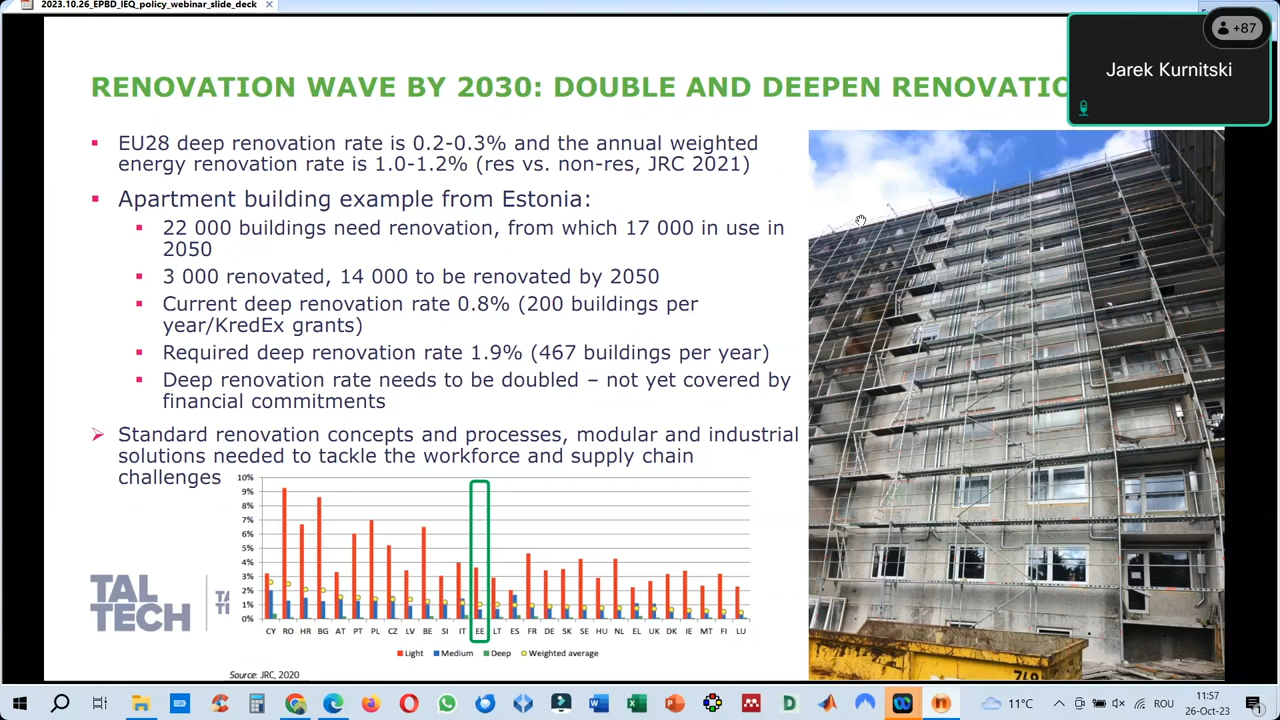 2023.10.26_EPBD_IEQ_policy_webinar_slide_deck
+87
Jarek Kurnitski
RENOVATION WAVE BY 2030: DOUBLE AND DEEPEN RENOVATIO
EU28 deep renovation rate is 0.2-0.3% and the annual weighted
energy renovation rate is 1.0-1.2% (res vs. non-res, JRC 2021)
Apartment building example from Estonia:
22 000 buildings need renovation, from which 17 000 in use in
2050
3 000 renovated, 14 000 to be renovated by 2050
Current deep renovation rate 0.8% (200 buildings per
year/KredEx grants)
Required deep renovation rate 1.9% (467 buildings per year)
Deep renovation rate needs to be doubled – not yet covered by
financial commitments
Standard renovation concepts and processes, modular and industrial
solutions needed to tackle the workforce and supply chain
challenges
10%
9%
8%
7%
6%
5%
4%
3%
2%
1%
0%
CY RO HR BG AT PT PL CZ LV BE SI IT EE LT ES FR DE SK SE HU NL EL UK DK IE MT FI CY LU
Light Medium Deep Weighted average
TAL
TECH
Source: JRC, 2020
11°C
ROU
11:57
26-Oct-23
1